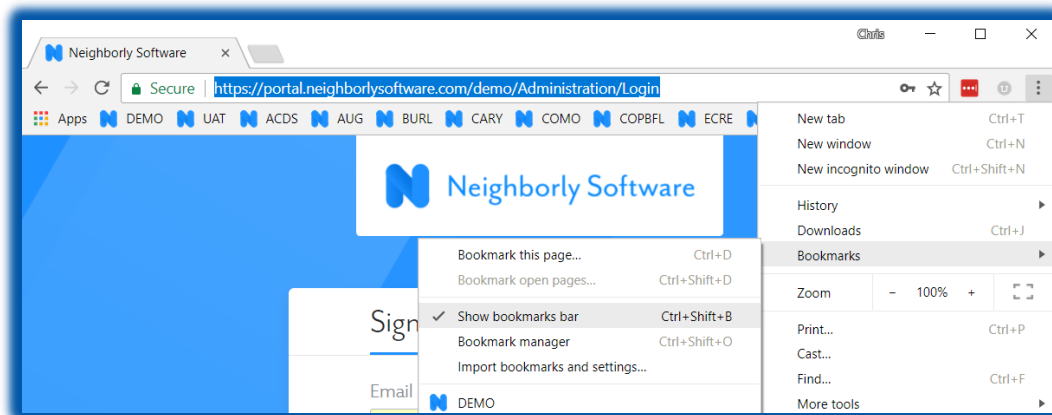 Chris
Neighborly Software
Secure https://portal.neighborlysoftware.com/demo/Administration/Login
Apps DEMO UAT ACDS AUG BURL CARY COMO COPBFL ECRE
New tab Ctrl+T
New window Ctrl+N
New incognito window Ctrl+Shift+N
History
Downloads Ctrl+J
Bookmarks
Zoom - 100% +
Print... Ctrl+P
Cast...
Find... Ctrl+F
More tools
Neighborly Software
Bookmark this page... Ctrl+D
Bookmark open pages... Ctrl+Shift+D
Show bookmarks bar Ctrl+Shift+B
Bookmark manager Ctrl+Shift+O
Import bookmarks and settings...
DEMO
Sign
Email